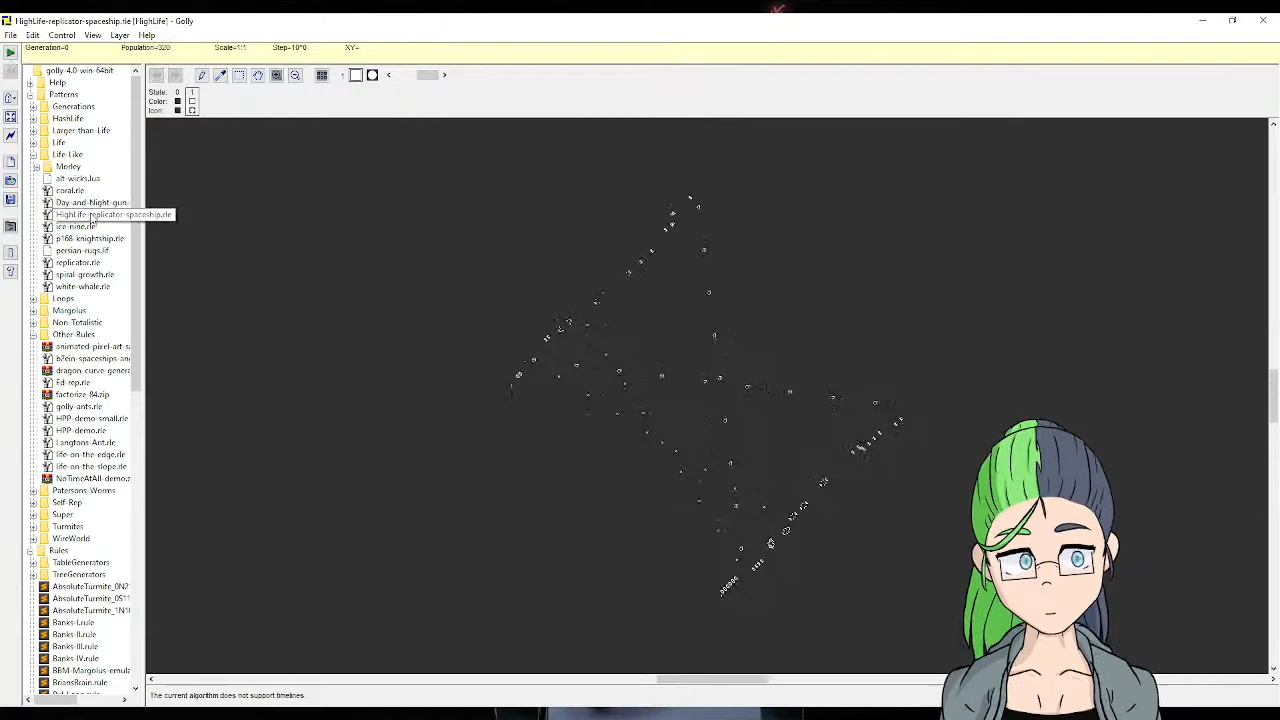 HighLife-replicator-spaceship.rle [HighLife] - Golly
File Edit Control View Layer Help
Generation=0 Population=320 Scale=1:1 Step=10^0 XY=
golly-4.0-win-64bit
Help
Patterns
Generations
HashLife
Larger-than-Life
Life
Life-Like
Morley
alt-wicks.lua
coral.rle
Day-and-Night-gun-
HighLife-replicator-spaceship.rle
ice-nine.rle
p168-knightship.rle
persian-rugs.lif
replicator.rle
spiral-growth.rle
white-whale.rle
Loops
Margolus
Non-Totalistic
Other-Rules
animated-pixel-art-s
b2ein-spaceships-an
dragon-curve-genera
Ed-rep.rle
factorize-84.zip
golly-ants.rle
HPP-demo-small.rle
HPP-demo.rle
Langtons-Ant.rle
life-on-the-edge.rle
life-on-the-slope.rle
NoTimeAtAll-demo.z
Patersons-Worms
Self-Rep
Super
Turmites
WireWorld
Rules
TableGenerators
TreeGenerators
AbsoluteTurmite_0N2
AbsoluteTurmite_0S11
AbsoluteTurmite_1N1
Banks-I.rule
Banks-II.rule
Banks-III.rule
Banks-IV.rule
BBM-Margolus-emula
BriansBrain.rule
State: 0 1
Color:
Icon:
The current algorithm does not support timelines.